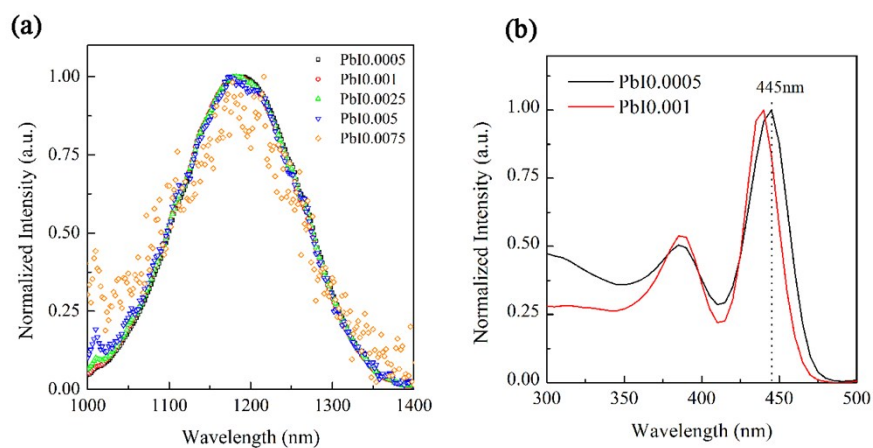 (a)
1.00
0.75
0.50
0.25
0.00
Normalized Intensity (a.u.)
PbI0.0005
PbI0.001
PbI0.0025
PbI0.005
PbI0.0075
1000
1100
1200
1300
1400
Wavelength (nm)
(b)
PbI0.0005
PbI0.001
445nm
1.00
0.75
0.50
0.25
0.00
Normalized Intensity (a.u.)
300
350
400
450
500
Wavelength (nm)